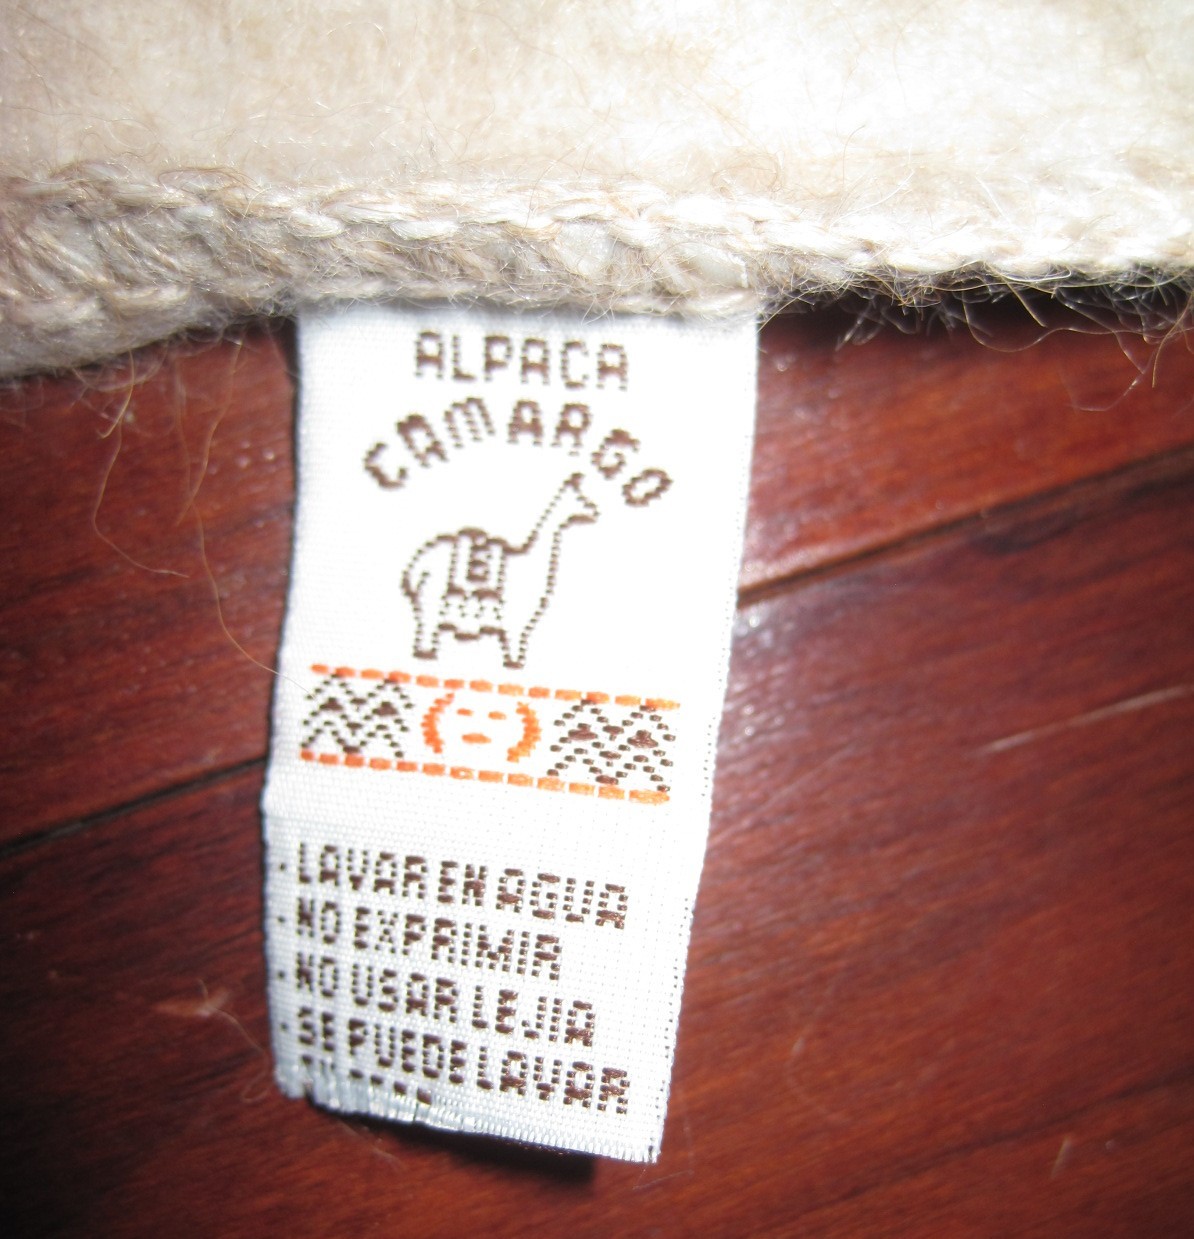 ALPACA
CAMARGO
B
· LAVAR EN AGUA
· NO EXPRIMIR
· NO USAR LEJIA
· SE PUEDE LAVAR